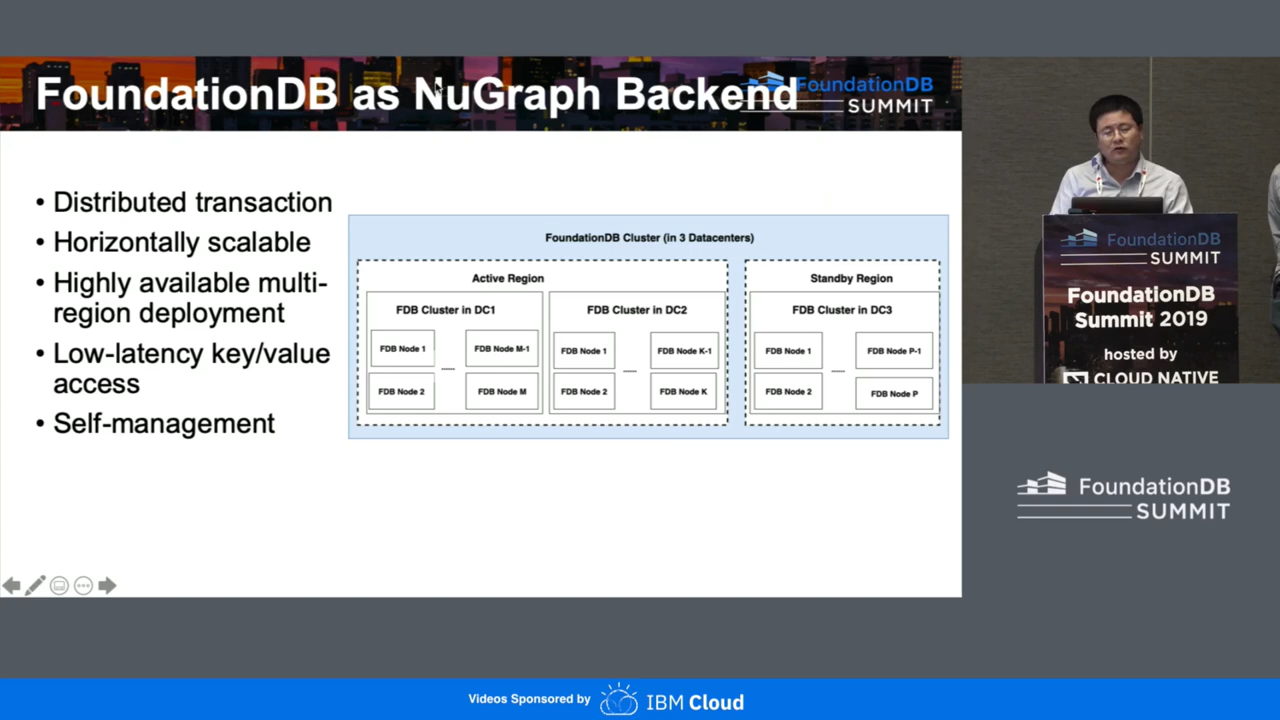 FoundationDB as NuGraph Backend
FoundationDB
SUMMIT
• Distributed transaction
• Horizontally scalable
• Highly available multi-
region deployment
• Low-latency key/value
access
• Self-management
FoundationDB Cluster (in 3 Datacenters)
Active Region
FDB Cluster in DC1
FDB Node 1
FDB Node M-1
......
FDB Node 2
FDB Node M
FDB Cluster in DC2
FDB Node 1
FDB Node K-1
FDB Node 2
FDB Node K
Standby Region
FDB Cluster in DC3
FDB Node 1
FDB Node P-1
FDB Node 2
FDB Node P
FoundationDB
SUMMIT
FoundationDB
Summit 2019
hosted by
CLOUD NATIVE
FoundationDB
SUMMIT
Videos Sponsored by
IBM Cloud